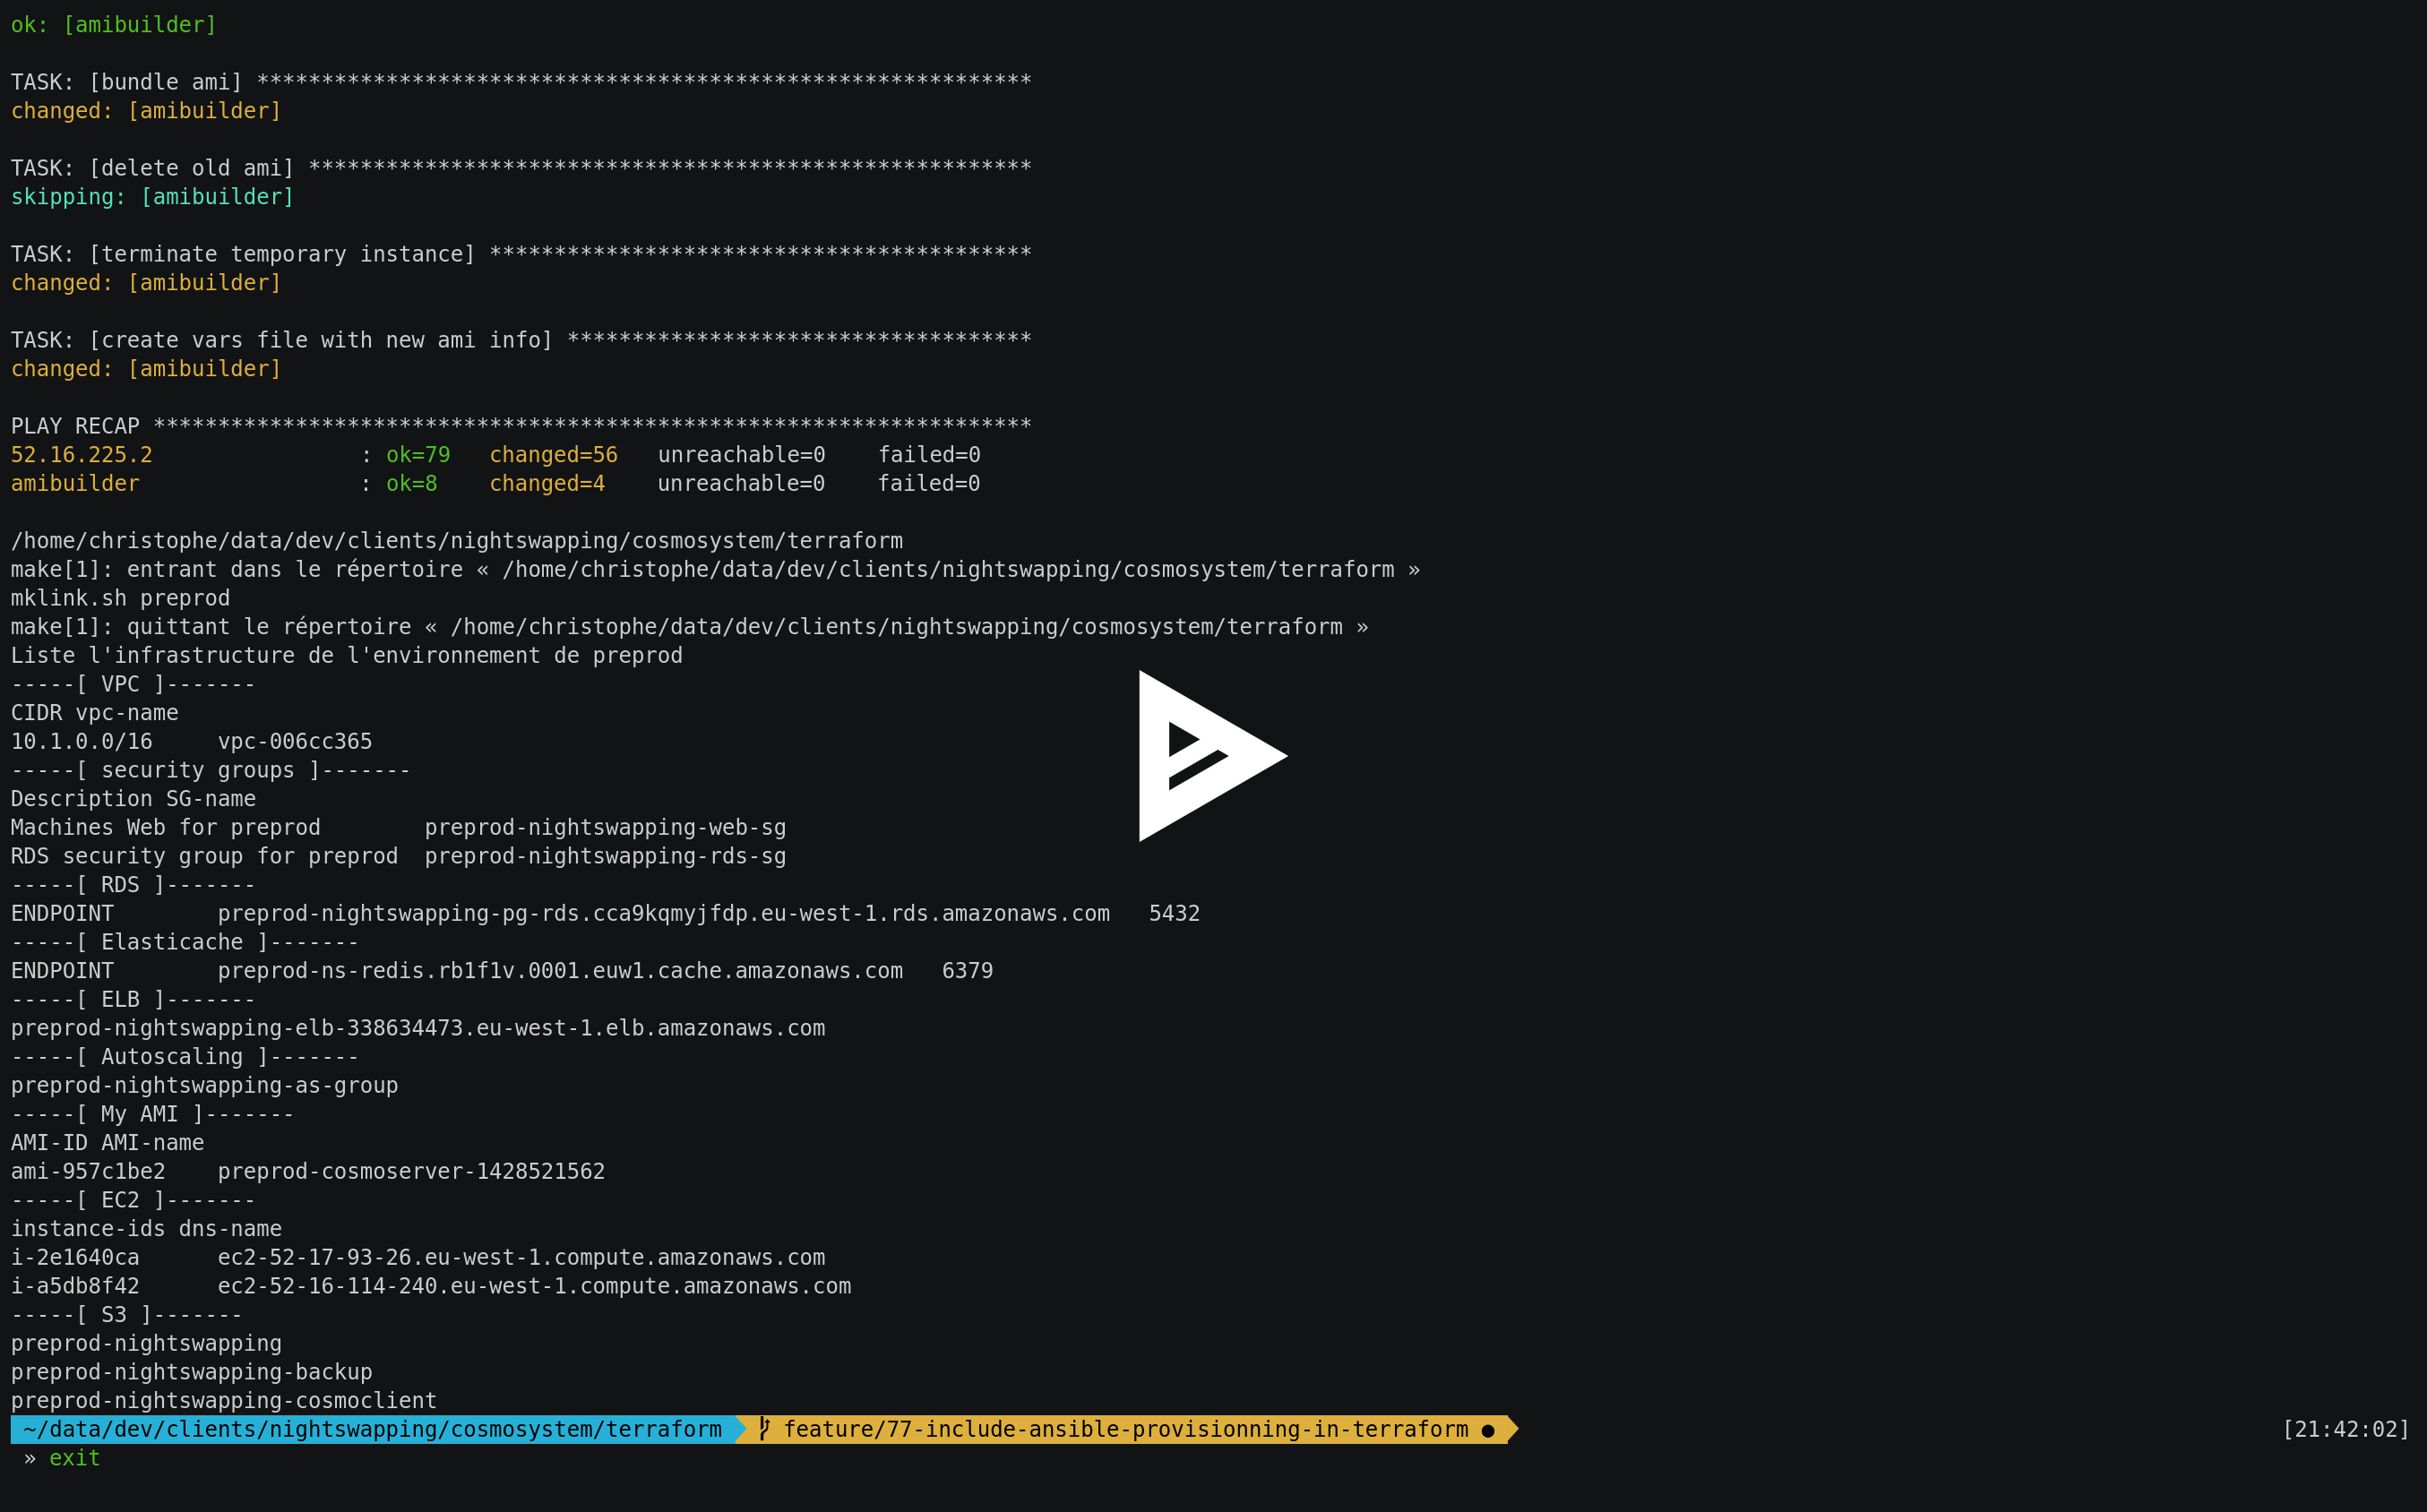 ok: [amibuilder]
TASK: [bundle ami] ************************************************************
changed: [amibuilder]
TASK: [delete old ami] ********************************************************
skipping: [amibuilder]
TASK: [terminate temporary instance] ******************************************
changed: [amibuilder]
TASK: [create vars file with new ami info] ************************************
changed: [amibuilder]
PLAY RECAP ********************************************************************
52.16.225.2                : ok=79   changed=56   unreachable=0    failed=0
amibuilder                 : ok=8    changed=4    unreachable=0    failed=0
/home/christophe/data/dev/clients/nightswapping/cosmosystem/terraform
make[1]: entrant dans le répertoire « /home/christophe/data/dev/clients/nightswapping/cosmosystem/terraform »
mklink.sh preprod
make[1]: quittant le répertoire « /home/christophe/data/dev/clients/nightswapping/cosmosystem/terraform »
Liste l'infrastructure de l'environnement de preprod
-----[ VPC ]-------
CIDR vpc-name
10.1.0.0/16     vpc-006cc365
-----[ security groups ]-------
Description SG-name
Machines Web for preprod        preprod-nightswapping-web-sg
RDS security group for preprod  preprod-nightswapping-rds-sg
-----[ RDS ]-------
ENDPOINT        preprod-nightswapping-pg-rds.cca9kqmyjfdp.eu-west-1.rds.amazonaws.com   5432
-----[ Elasticache ]-------
ENDPOINT        preprod-ns-redis.rb1f1v.0001.euw1.cache.amazonaws.com   6379
-----[ ELB ]-------
preprod-nightswapping-elb-338634473.eu-west-1.elb.amazonaws.com
-----[ Autoscaling ]-------
preprod-nightswapping-as-group
-----[ My AMI ]-------
AMI-ID AMI-name
ami-957c1be2    preprod-cosmoserver-1428521562
-----[ EC2 ]-------
instance-ids dns-name
i-2e1640ca      ec2-52-17-93-26.eu-west-1.compute.amazonaws.com
i-a5db8f42      ec2-52-16-114-240.eu-west-1.compute.amazonaws.com
-----[ S3 ]-------
preprod-nightswapping
preprod-nightswapping-backup
preprod-nightswapping-cosmoclient
~/data/dev/clients/nightswapping/cosmosystem/terraform feature/77-include-ansible-provisionning-in-terraform ● [21:42:02]
» exit